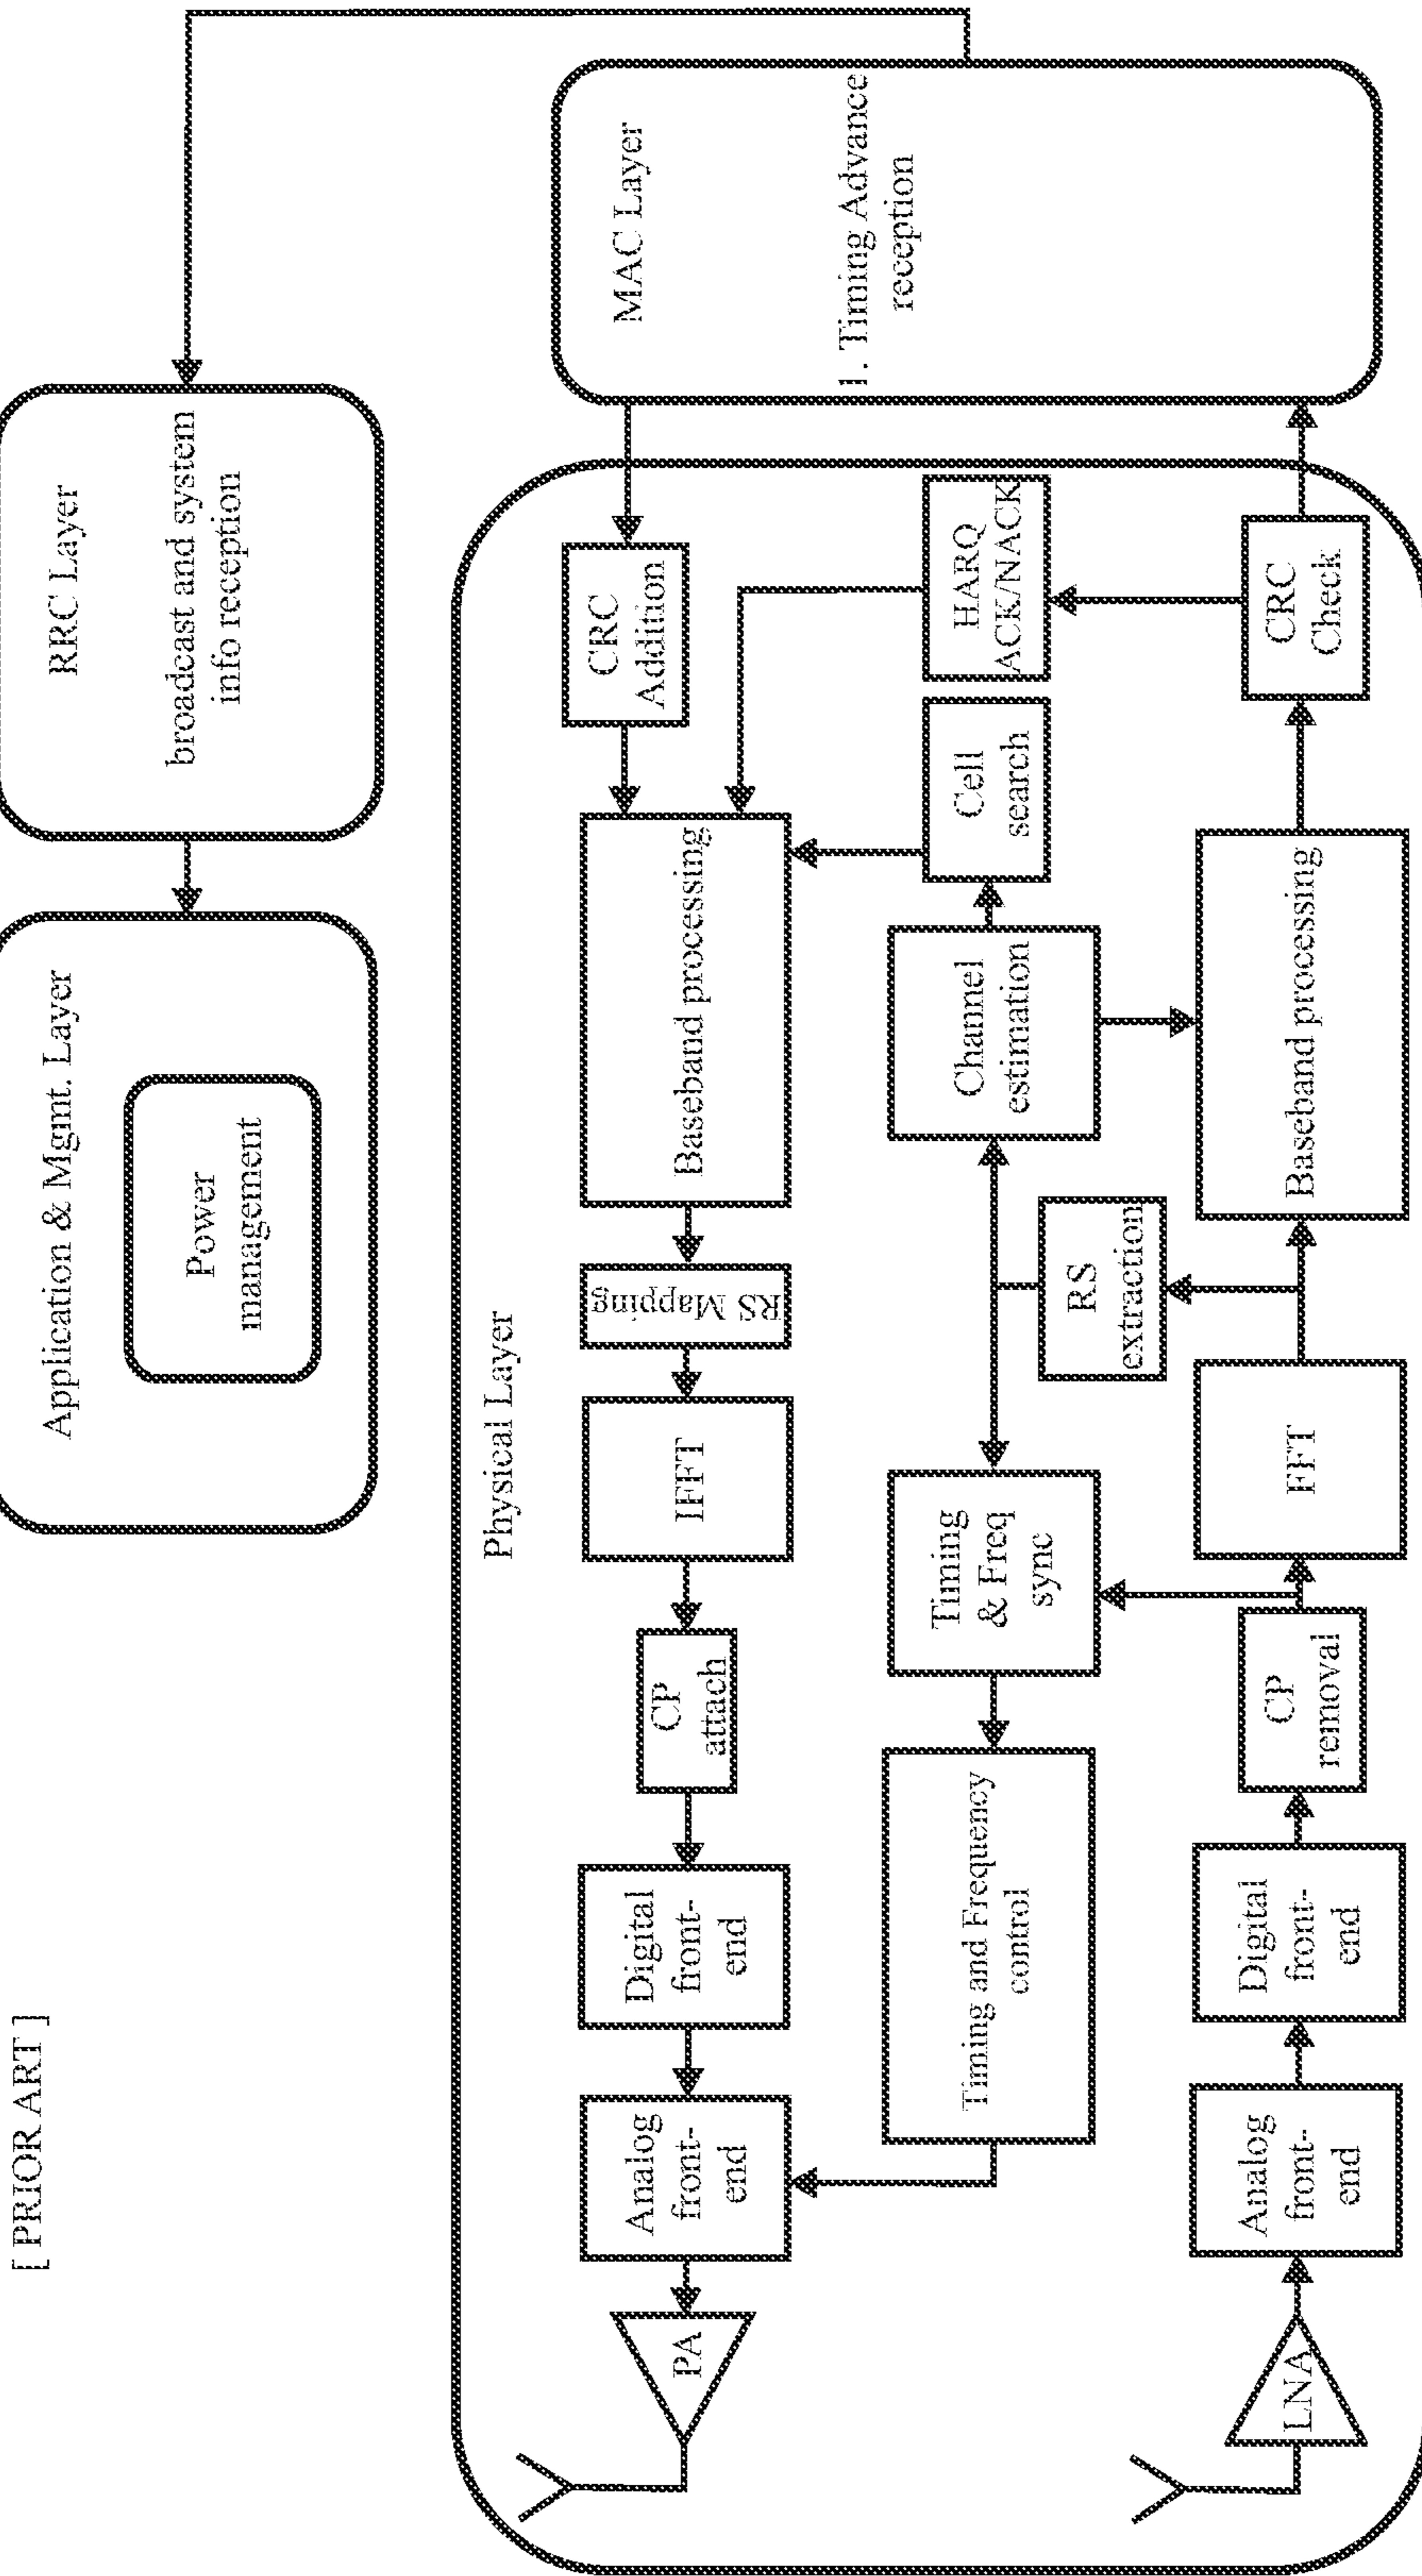 [ PRIOR ART ]
Application & Mgmt. Layer
Power
management
RRC Layer
broadcast and system
info reception
Physical Layer
PA
Analog
front-
end
Digital
front-
end
CP
attach
IFFT
RS Mapping
Baseband processing
CRC
Addition
MAC Layer
1. Timing Advance
reception
Timing and Frequency
control
Timing
& Freq
sync
RS
extraction
Channel
estimation
Cell
search
HARQ
ACK/NACK
LNA
Analog
front-
end
Digital
front-
end
CP
removal
FFT
Baseband processing
CRC
Check